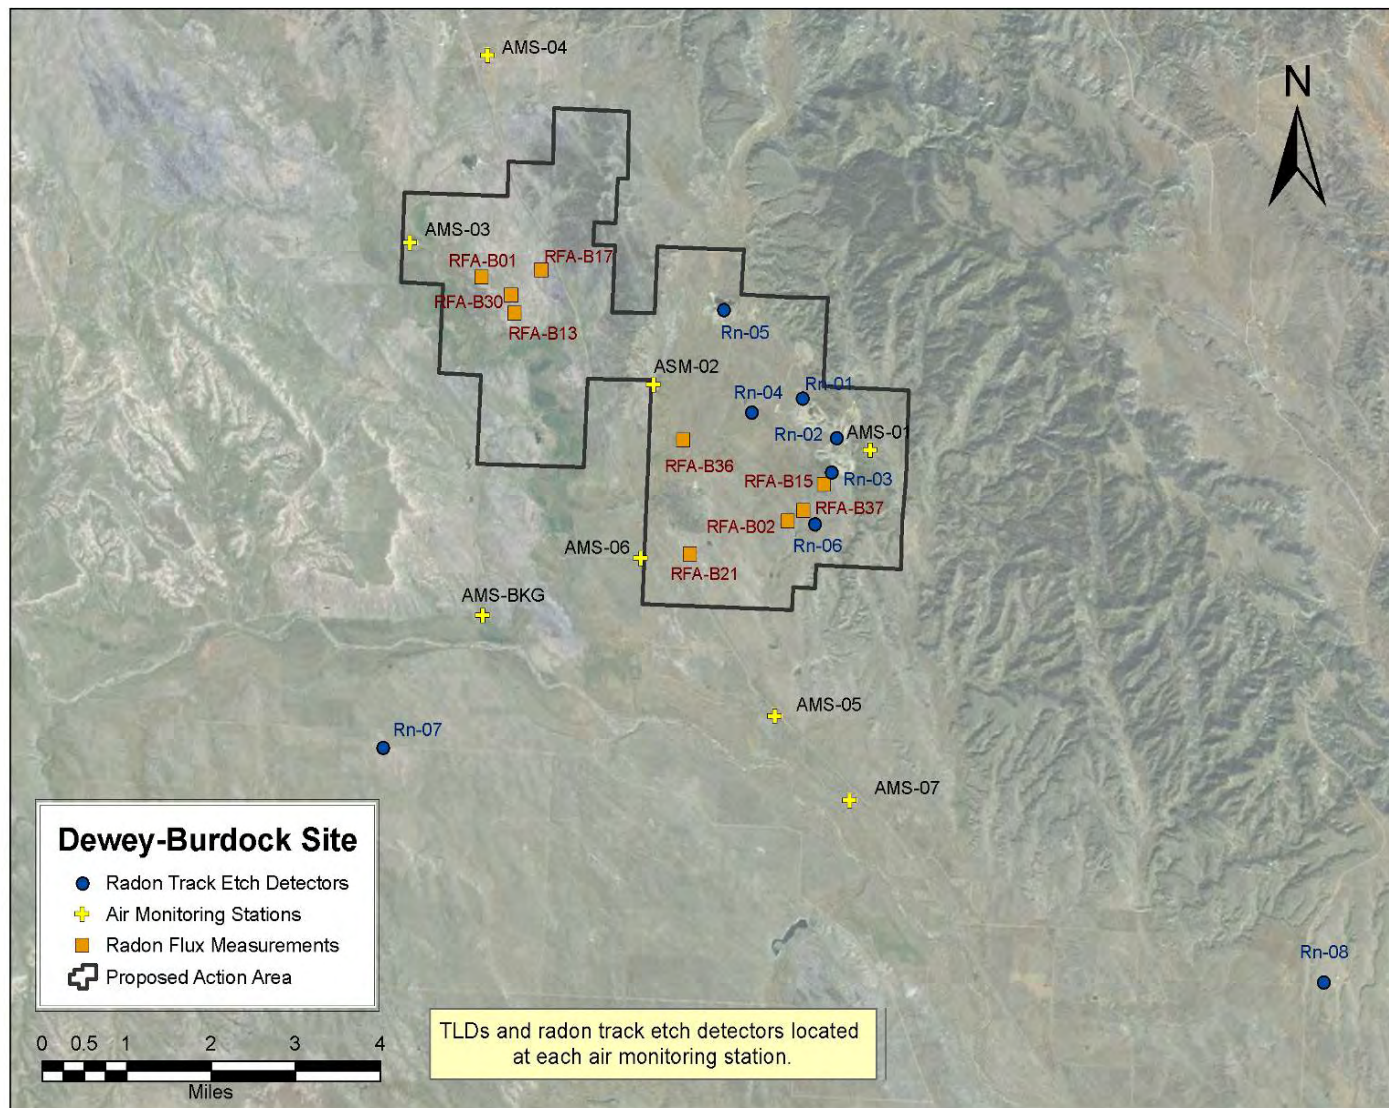 AMS-04
N
AMS-03
RFA-B01
RFA-B17
RFA-B30
RFA-B13
Rn-05
ASM-02
Rn-04
Rn-01
Rn-02
AMS-01
RFA-B36
RFA-B15
Rn-03
RFA-B37
RFA-B02
Rn-06
AMS-06
RFA-B21
AMS-BKG
AMS-05
Rn-07
AMS-07
Rn-08
Dewey-Burdock Site
Radon Track Etch Detectors
Air Monitoring Stations
Radon Flux Measurements
Proposed Action Area
TLDs and radon track etch detectors located
at each air monitoring station.
0 0.5 1 2 3 4
Miles